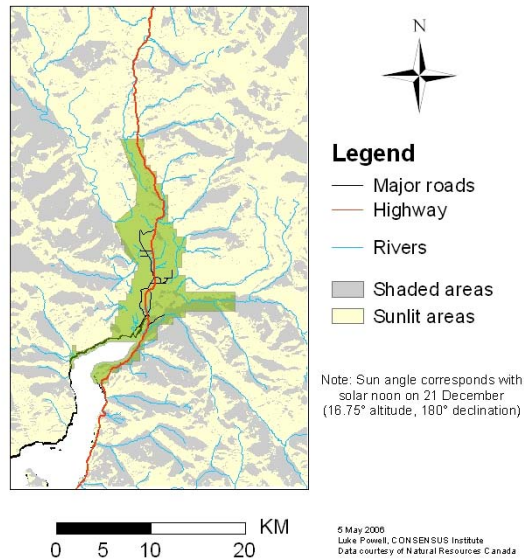 N
Legend
Major roads
Highway
Rivers
Shaded areas
Sunlit areas
Note: Sun angle corresponds with
solar noon on 21 December
(16.75° altitude, 180° declination)
KM
0 5 10 20
5 May 2006
Luke Powell, CONSENSUS Institute
Data courtesy of Natural Resources Canada